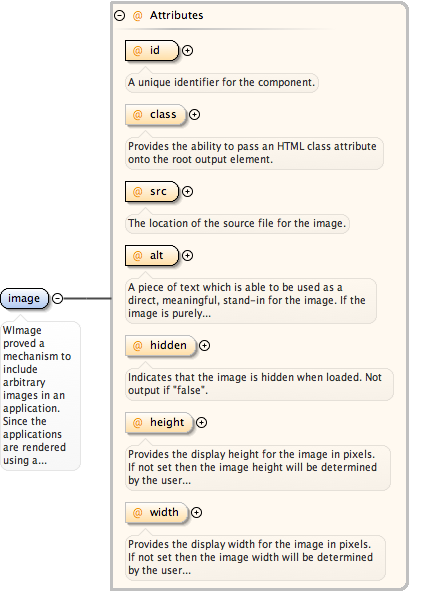 @ Attributes
@ id
A unique identifier for the component.
@ class
Provides the ability to pass an HTML class attribute
onto the root output element.
@ src
The location of the source file for the image.
@ alt
A piece of text which is able to be used as a
direct, meaningful, stand-in for the image. If the
image is purely...
image
WImage
proved a
mechanism to
include
arbitrary
images in an
application.
Since the
applications
are rendered
using a...
@ hidden
Indicates that the image is hidden when loaded. Not
output if "false".
@ height
Provides the display height for the image in pixels.
If not set then the image height will be determined
by the user...
@ width
Provides the display width for the image in pixels.
If not set then the image width will be determined
by the user...